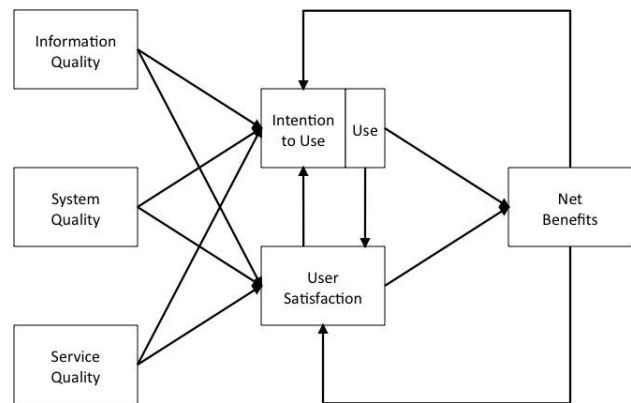 Information
Quality
Intention
to Use
Use
System
Quality
Net
Benefits
User
Satisfaction
Service
Quality